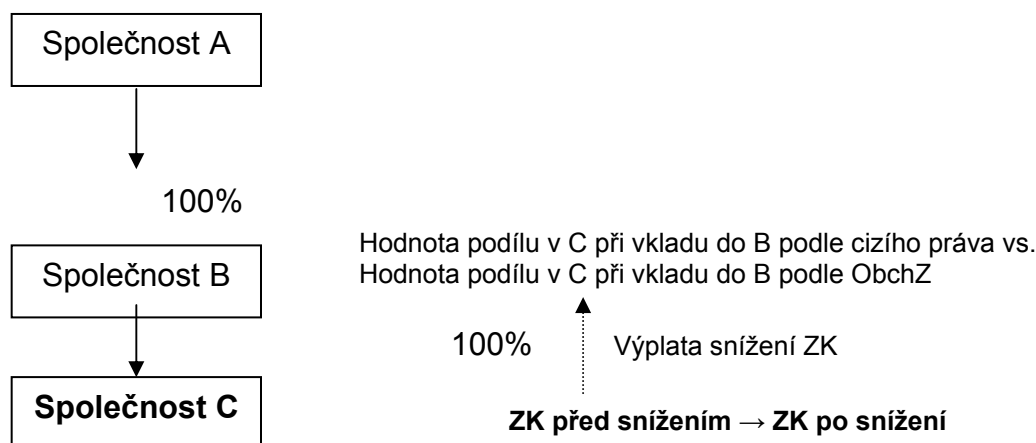 Společnost A
100%
Hodnota podílu v C při vkladu do B podle cizího práva vs.
Společnost B
Hodnota podílu v C při vkladu do B podle ObchZ
100%
Výplata snížení ZK
Společnost C
ZK před snížením → ZK po snížení